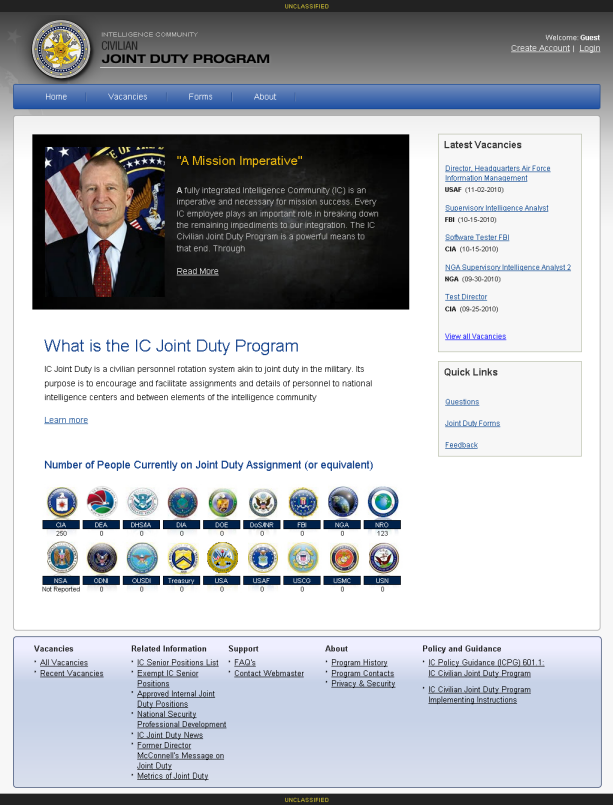 UNCLASSIFIED
INTELLIGENCE COMMUNITY
CIVILIAN
JOINT DUTY PROGRAM
Welcome: Guest
Create Account | Login
Home
Vacancies
Forms
About
"A Mission Imperative"
A fully integrated Intelligence Community (IC) is an
imperative and necessary for mission success. Every
IC employee plays an important role in breaking down
the remaining impediments to our integration. The IC
Civilian Joint Duty Program is a powerful means to
that end. Through
Read More
What is the IC Joint Duty Program
IC Joint Duty is a civilian personnel rotation system akin to joint duty in the military. Its
purpose is to encourage and facilitate assignments and details of personnel to national
intelligence centers and between elements of the intelligence community
Learn more
Number of People Currently on Joint Duty Assignment (or equivalent)
CIA DEA DHS/IA DIA DOE DoS/INR FBI NGA NRO
250 0 0 0 0 0 0 0 123
NSA ODNI OUSDI Treasury USA USAF USCG USMC USN
Not Reported 0 0 0 0 0 0 0 0
Latest Vacancies
Director, Headquarters Air Force
Information Management
USAF (11-02-2010)
Supervisory Intelligence Analyst
FBI (10-15-2010)
Software Tester FBI
CIA (10-15-2010)
NGA Supervisory Intelligence Analyst 2
NGA (09-30-2010)
Test Director
CIA (09-25-2010)
View all Vacancies
Quick Links
Questions
Joint Duty Forms
Feedback
Vacancies
· All Vacancies
· Recent Vacancies
Related Information
· IC Senior Positions List
· Exempt IC Senior
Positions
· Approved Internal Joint
Duty Positions
· National Security
Professional Development
· IC Joint Duty News
· Former Director
McConnell's Message on
Joint Duty
· Metrics of Joint Duty
Support
· FAQ's
· Contact Webmaster
About
· Program History
· Program Contacts
· Privacy & Security
Policy and Guidance
· IC Policy Guidance (ICPG) 601.1:
IC Civilian Joint Duty Program
· IC Civilian Joint Duty Program
Implementing Instructions
UNCLASSIFIED